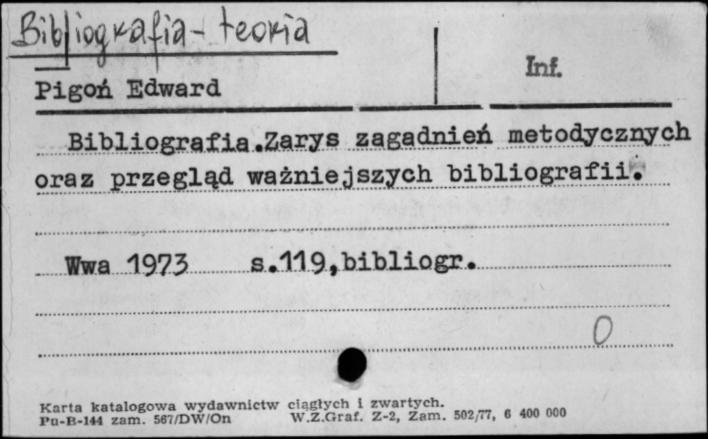 Bibliografia - teoria
Inf.
Pigoń Edward
Bibliografia.Zarys zagadnień metodycznych
oraz przegląd ważniejszych bibliografii.
Wwa 1973 s.119,bibliogr.
0
Karta katalogowa wydawnictw ciągłych i zwartych.
Pu-B-144 zam. 567/DW/On W.Z.Graf. Z-2, Zam. 502/77, 6 400 000